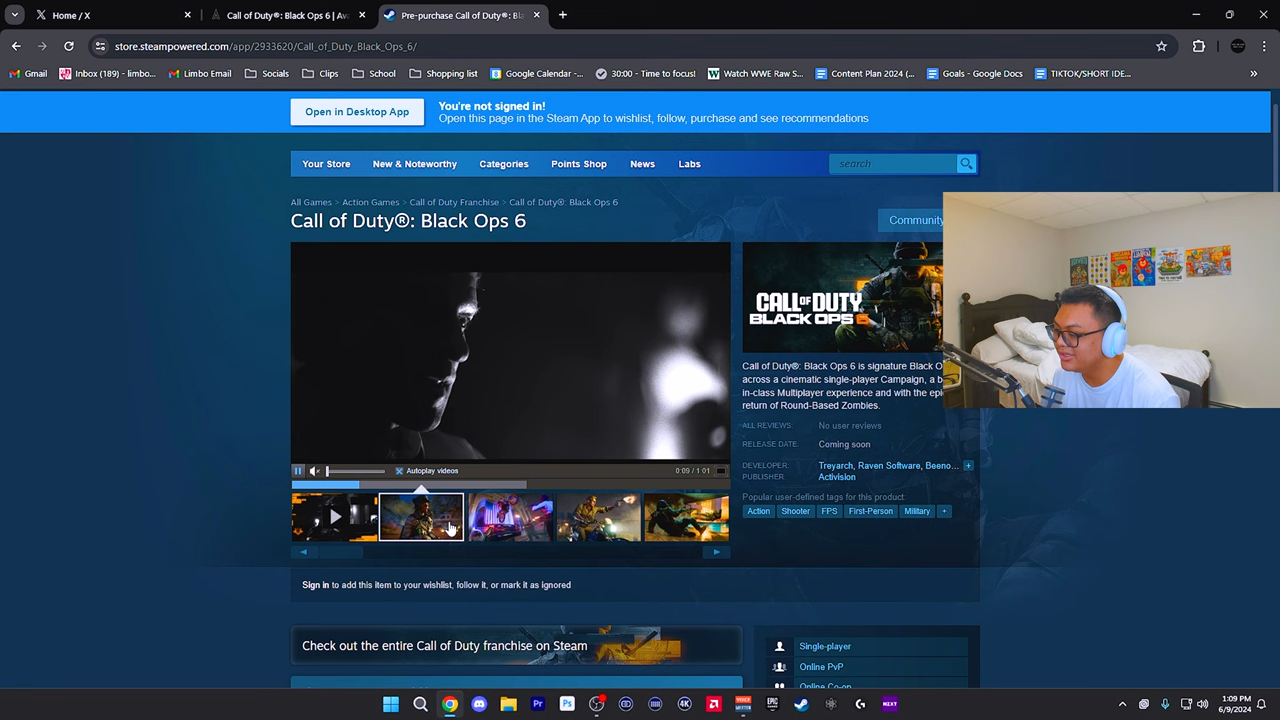 Home / X
Call of Duty®: Black Ops 6 | Av
Pre-purchase Call of Duty®: Bl
store.steampowered.com/app/2933620/Call_of_Duty_Black_Ops_6/
Gmail
Inbox (189) - limbo...
Limbo Email
Socials
Clips
School
Shopping list
Google Calendar -...
30:00 - Time to focus!
Watch WWE Raw S...
Content Plan 2024 (...
Goals - Google Docs
TIKTOK/SHORT IDE...
Open in Desktop App
You're not signed in!
Open this page in the Steam App to wishlist, follow, purchase and see recommendations
Your Store
New & Noteworthy
Categories
Points Shop
News
Labs
search
All Games > Action Games > Call of Duty Franchise > Call of Duty®: Black Ops 6
Call of Duty®: Black Ops 6
Community
CALL OF DUTY
BLACK OPS 6
Call of Duty®: Black Ops 6 is signature Black O
across a cinematic single-player Campaign, a b
in-class Multiplayer experience and with the epi
return of Round-Based Zombies.
ALL REVIEWS: No user reviews
RELEASE DATE: Coming soon
DEVELOPER: Treyarch, Raven Software, Beeno... +
PUBLISHER: Activision
Popular user-defined tags for this product:
Action Shooter FPS First-Person Military +
Autoplay videos
0:09 / 1:01
Sign in to add this item to your wishlist, follow it, or mark it as ignored
Check out the entire Call of Duty franchise on Steam
Single-player
Online PvP
Online Co-op
4K
NZXT
EPIC
GAMES
1:09 PM
6/9/2024